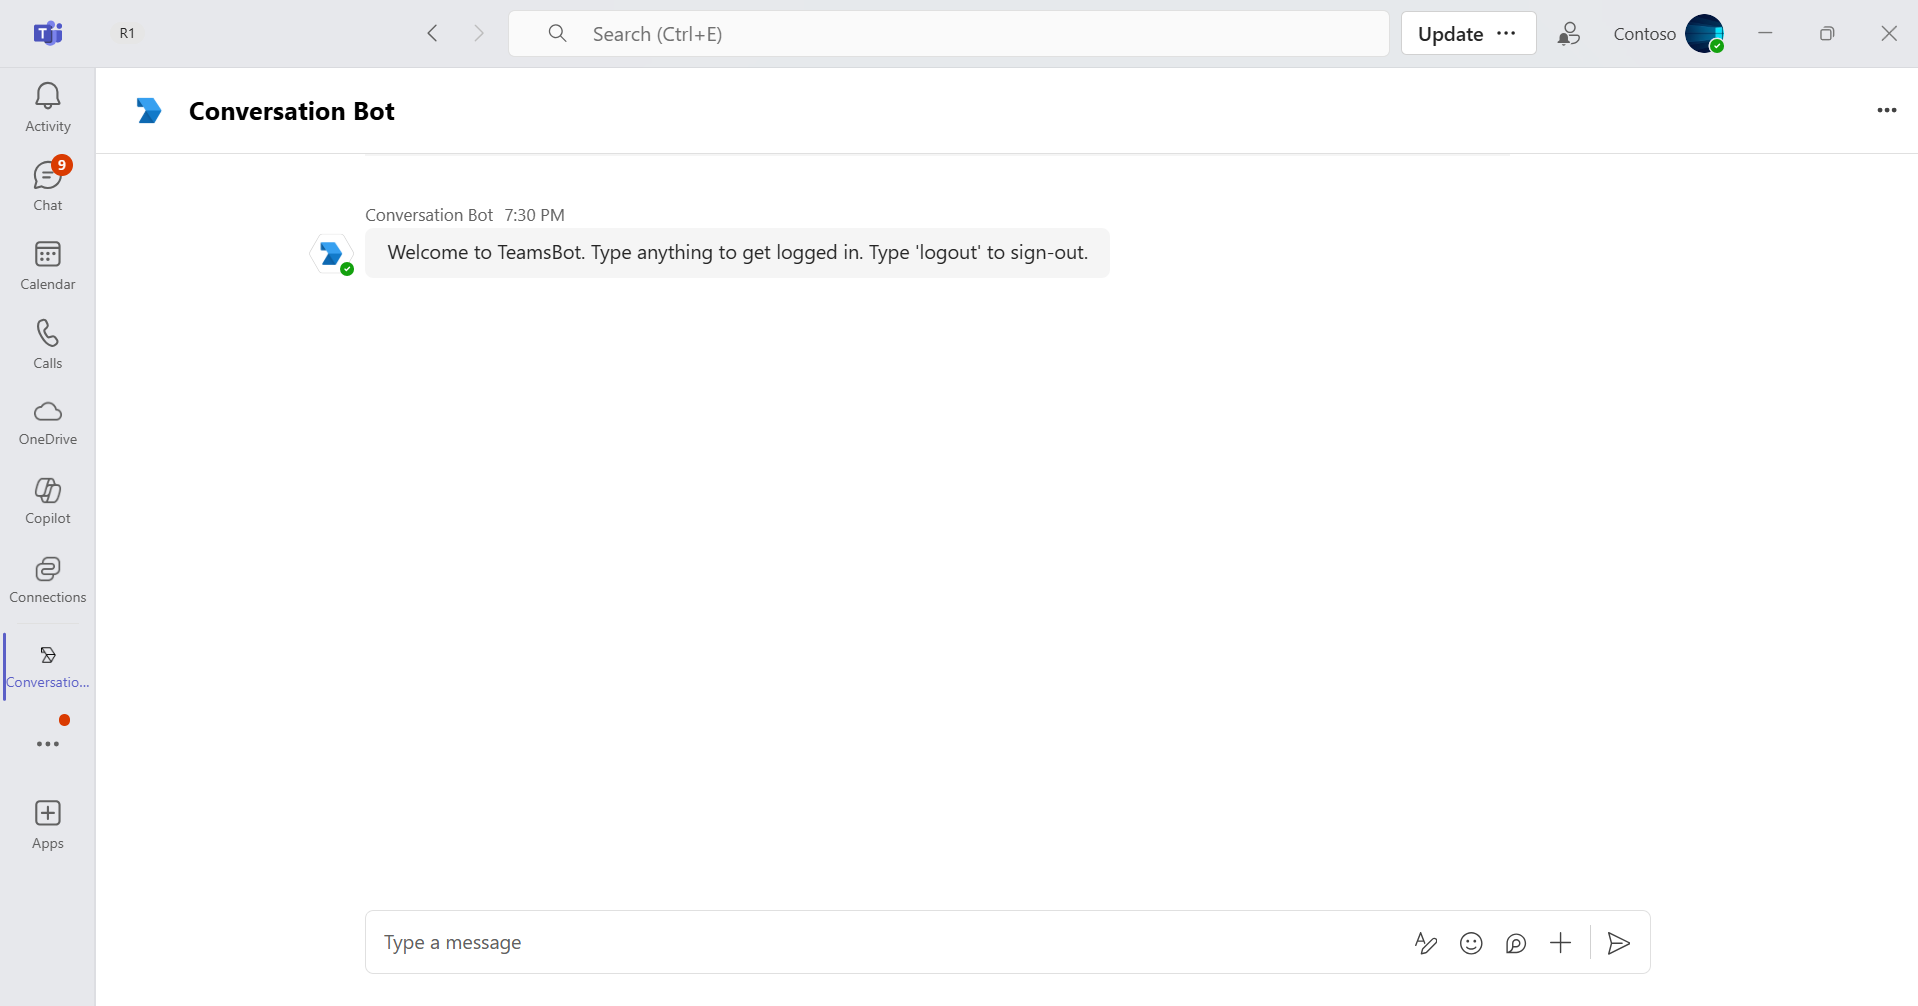 R1
Search (Ctrl+E)
Update
Contoso
Activity
9
Chat
Calendar
Calls
OneDrive
Copilot
Connections
Conversatio...
Apps
Conversation Bot
Conversation Bot 7:30 PM
Welcome to TeamsBot. Type anything to get logged in. Type 'logout' to sign-out.
Type a message